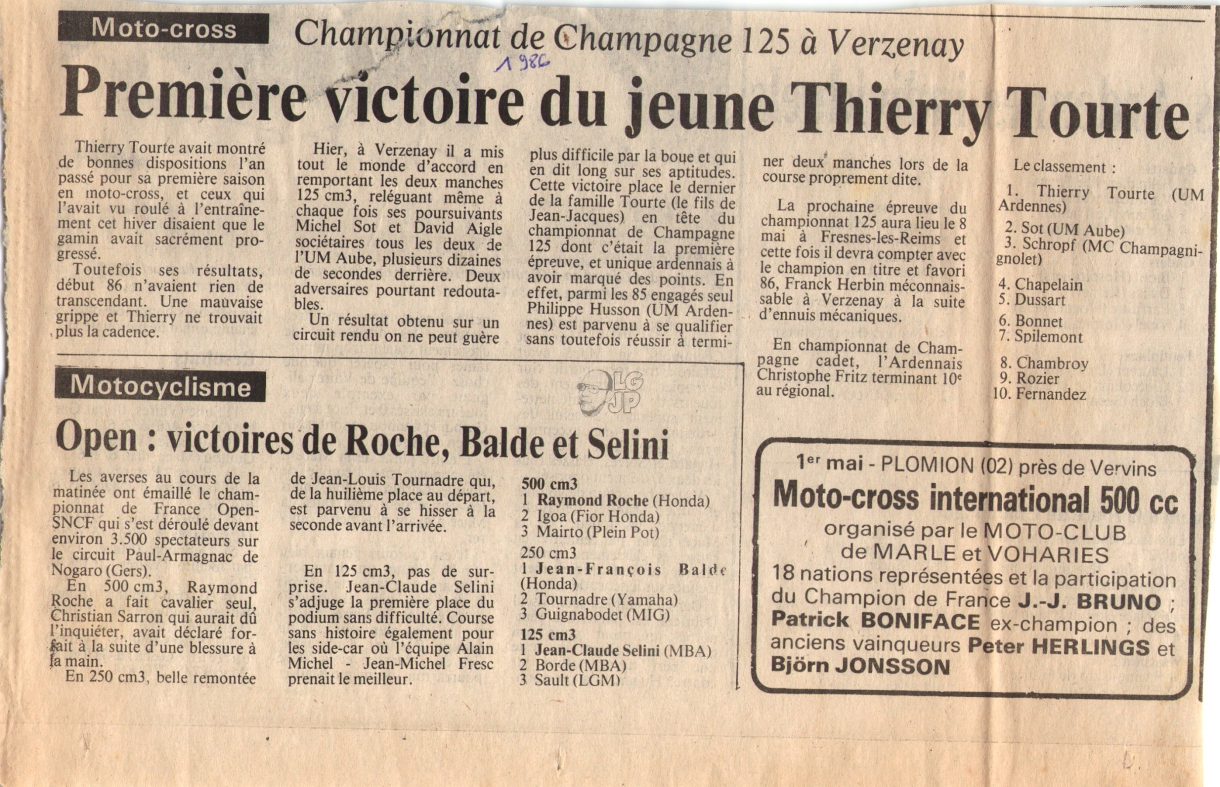 Moto-cross
Championnat de Champagne 125 à Verzenay
1986
Première victoire du jeune Thierry Tourte
Thierry Tourte avait montré
de bonnes dispositions l'an
passé pour sa première saison
en moto-cross, et ceux qui
l'avait vu roulé à l'entraîne-
ment cet hiver disaient que le
gamin avait sacrément pro-
gressé.
Toutefois ses résultats,
début 86 n'avaient rien de
transcendant. Une mauvaise
grippe et Thierry ne trouvait
plus la cadence.
Hier, à Verzenay il a mis
tout le monde d'accord en
remportant les deux manches
125 cm3, reléguant même à
chaque fois ses poursuivants
Michel Sot et David Aigle
sociétaires tous les deux de
l'UM Aube, plusieurs dizaines
de secondes derrière. Deux
adversaires pourtant redouta-
bles.
Un résultat obtenu sur un
circuit rendu on ne peut guère
plus difficile par la boue et qui
en dit long sur ses aptitudes.
Cette victoire place le dernier
de la famille Tourte (le fils de
Jean-Jacques) en tête du
championnat de Champagne
125 dont c'était la première
épreuve, et unique ardennais à
avoir marqué des points. En
effet, parmi les 85 engagés seul
Philippe Husson (UM Arden-
nes) est parvenu à se qualifier
sans toutefois réussir à termi-
ner deux manches lors de la
course proprement dite.
La prochaine épreuve du
championnat 125 aura lieu le 8
mai à Fresnes-les-Reims et
cette fois il devra compter avec
le champion en titre et favori
86, Franck Herbin méconnais-
sable à Verzenay à la suite
d'ennuis mécaniques.
En championnat de Cham-
pagne cadet, l'Ardennais
Christophe Fritz terminant 10e
au régional.
Le classement :
1. Thierry Tourte (UM
Ardennes)
2. Sot (UM Aube)
3. Schropf (MC Champagni-
gnolet)
4. Chapelain
5. Dussart
6. Bonnet
7. Spilemont
8. Chambroy
9. Rozier
10. Fernandez
Motocyclisme
LG
JP
Open : victoires de Roche, Balde et Selini
Les averses au cours de la
matinée ont émaillé le cham-
pionnat de France Open-
SNCF qui s'est déroulé devant
environ 3.500 spectateurs sur
le circuit Paul-Armagnac de
Nogaro (Gers).
En 500 cm3, Raymond
Roche a fait cavalier seul,
Christian Sarron qui aurait dû
l'inquiéter, avait déclaré for-
fait à la suite d'une blessure à
la main.
En 250 cm3, belle remontée
de Jean-Louis Tournadre qui,
de la huilième place au départ,
est parvenu à se hisser à la
seconde avant l'arrivée.
En 125 cm3, pas de sur-
prise. Jean-Claude Selini
s'adjuge la première place du
podium sans difficulté. Course
sans histoire également pour
les side-car où l'équipe Alain
Michel - Jean-Michel Fresc
prenait le meilleur.
500 cm3
1 Raymond Roche (Honda)
2 Igoa (Fior Honda)
3 Mairto (Plein Pot)
250 cm3
1 Jean-François Balde
(Honda)
2 Tournadre (Yamaha)
3 Guignabodet (MIG)
125 cm3
1 Jean-Claude Selini (MBA)
2 Borde (MBA)
3 Sault (LGM)
1er mai - PLOMION (02) près de Vervins
Moto-cross international 500 cc
organisé par le MOTO-CLUB
de MARLE et VOHARIES
18 nations représentées et la participation
du Champion de France J.-J. BRUNO ;
Patrick BONIFACE ex-champion ; des
anciens vainqueurs Peter HERLINGS et
Björn JONSSON